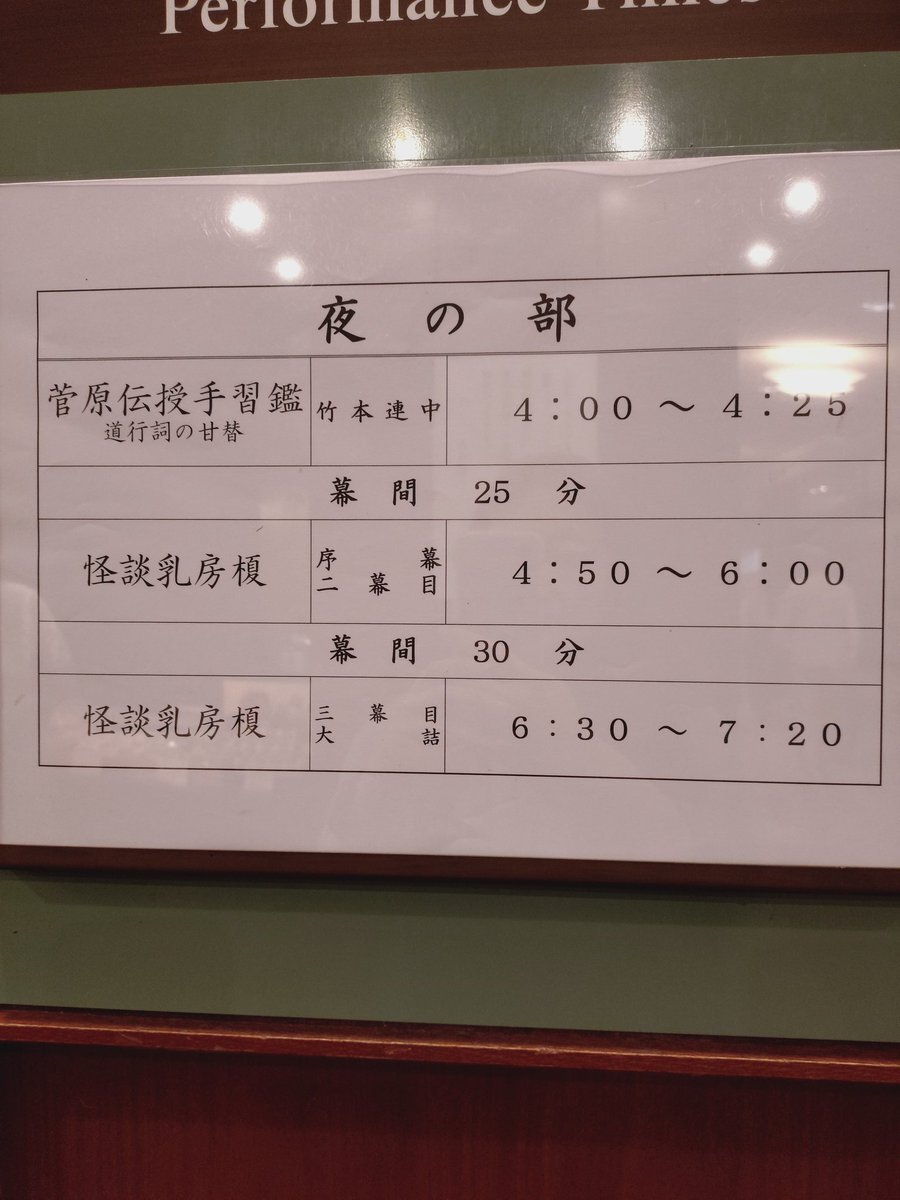 Performance Times
夜の部
菅原伝授手習鑑
道行詞の甘替
竹本連中
4：00 ～ 4：25
幕間 25 分
怪談乳房榎
序幕
二幕目
4：50 ～ 6：00
幕間 30 分
怪談乳房榎
三幕目
大詰
6：30 ～ 7：20